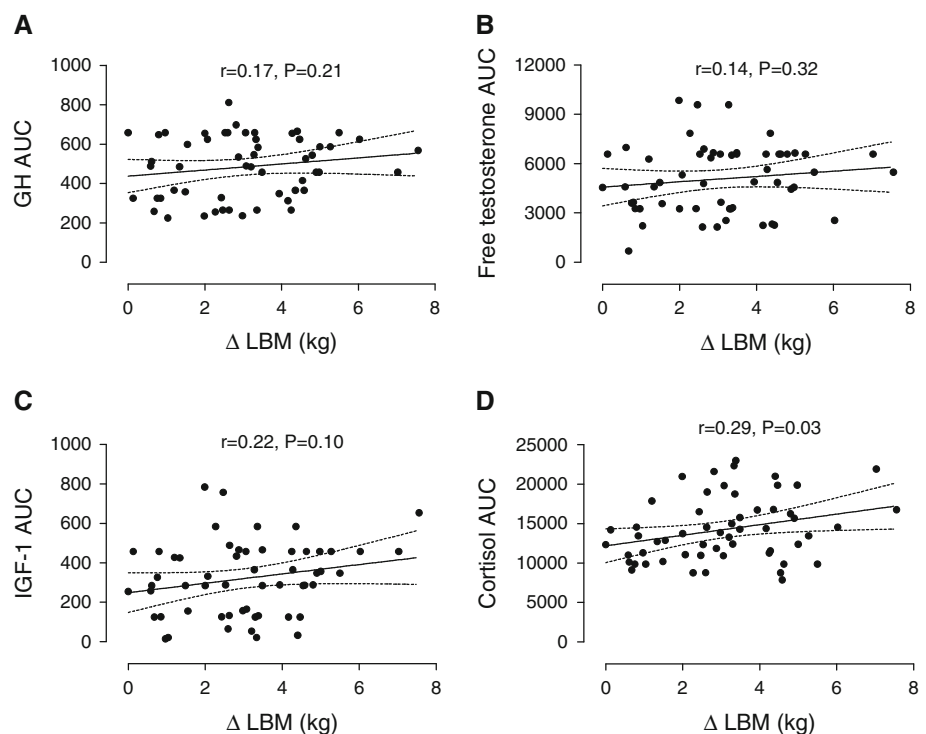 A
r=0.17, P=0.21
GH AUC
1000
800
600
400
200
0
0 2 4 6 8
Δ LBM (kg)
B
r=0.14, P=0.32
Free testosterone AUC
12000
9000
6000
3000
0
0 2 4 6 8
Δ LBM (kg)
C
r=0.22, P=0.10
IGF-1 AUC
1000
800
600
400
200
0
0 2 4 6 8
Δ LBM (kg)
D
r=0.29, P=0.03
Cortisol AUC
25000
20000
15000
10000
5000
0
0 2 4 6 8
Δ LBM (kg)